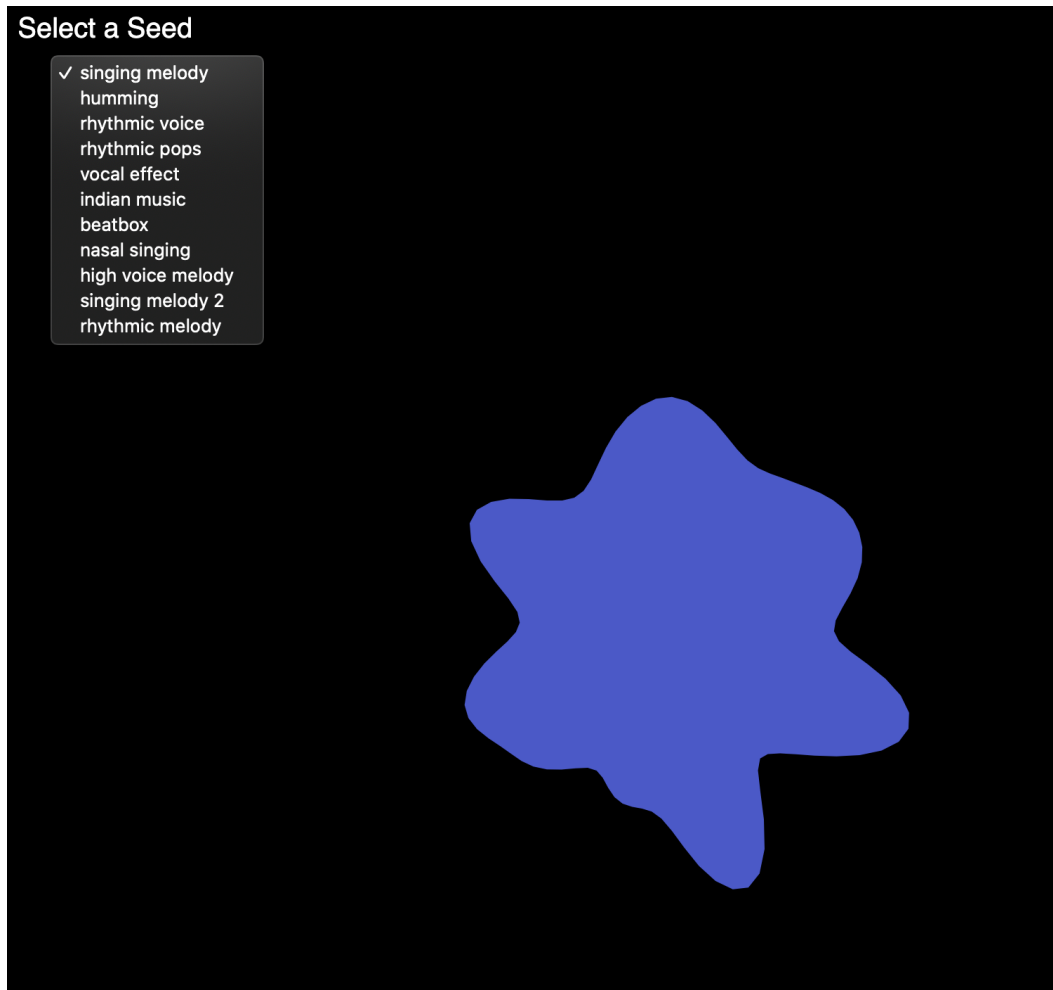 Select a Seed
✓ singing melody
humming
rhythmic voice
rhythmic pops
vocal effect
indian music
beatbox
nasal singing
high voice melody
singing melody 2
rhythmic melody